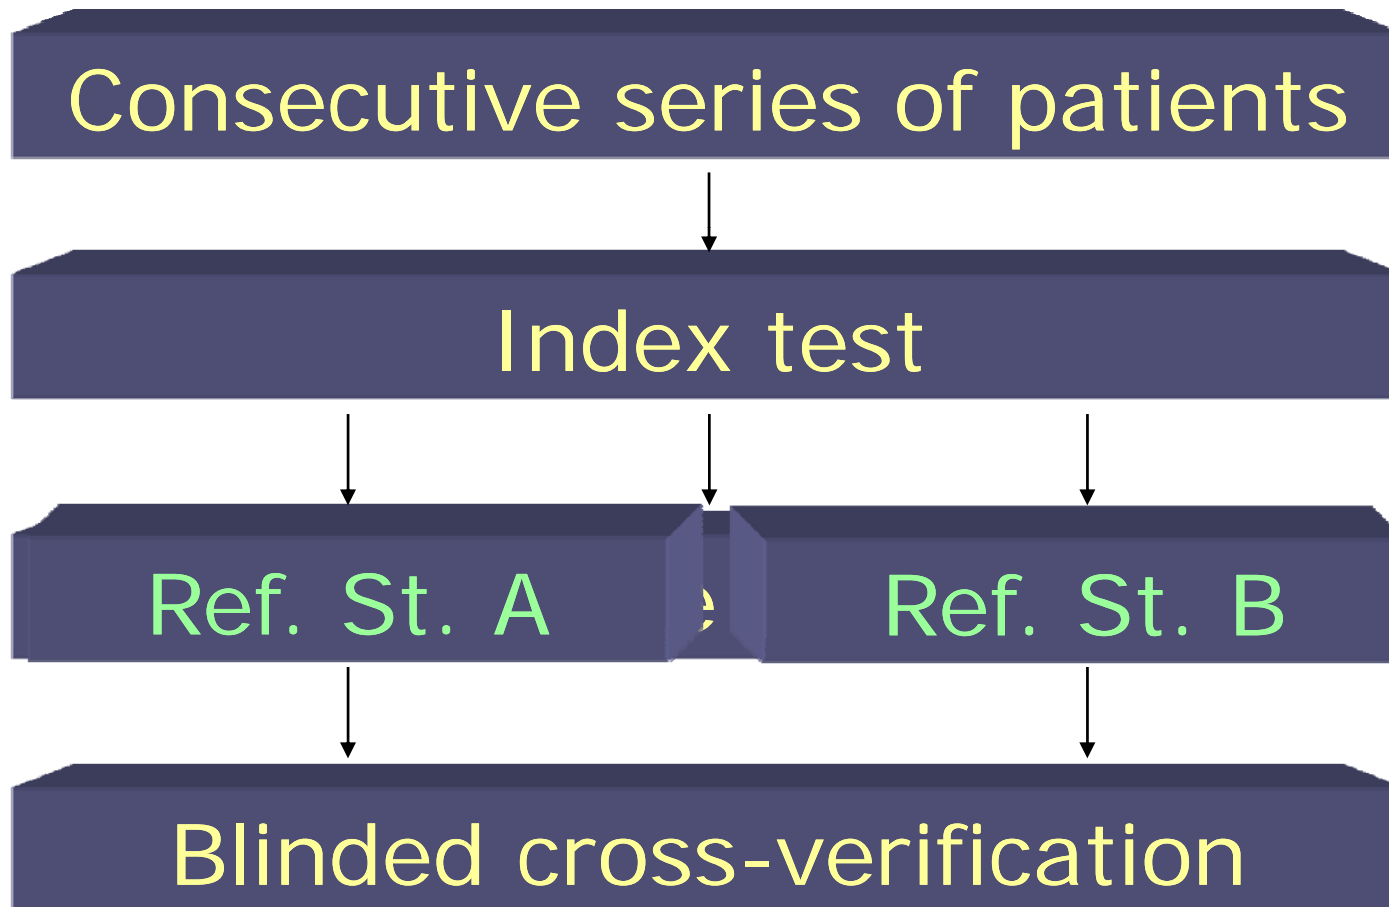 Consecutive series of patients
Index test
Ref. St. A e Ref. St. B
Blinded cross-verification